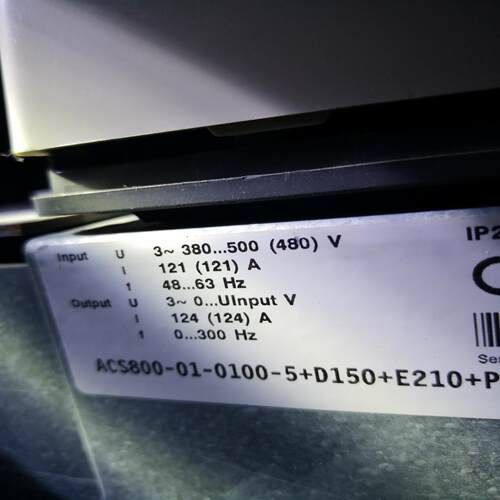 IP2
Input U 3~ 380...500 (480) V
I 121 (121) A
f 48...63 Hz
Output U 3~ 0...UInput V
I 124 (124) A
f 0...300 Hz
Ser
ACS800-01-0100-5+D150+E210+P